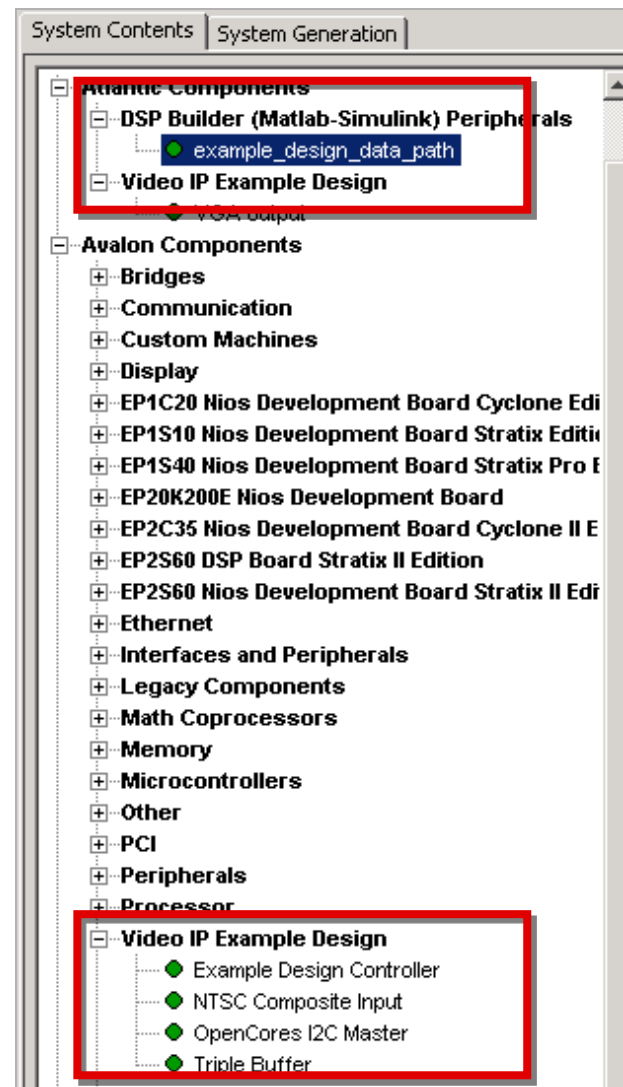 System Contents
System Generation
Atlantic Components
DSP Builder (Matlab-Simulink) Peripherals
example_design_data_path
Video IP Example Design
VGA output
Avalon Components
Bridges
Communication
Custom Machines
Display
EP1C20 Nios Development Board Cyclone Edi
EP1S10 Nios Development Board Stratix Editi
EP1S40 Nios Development Board Stratix Pro E
EP20K200E Nios Development Board
EP2C35 Nios Development Board Cyclone II E
EP2S60 DSP Board Stratix II Edition
EP2S60 Nios Development Board Stratix II Edi
Ethernet
Interfaces and Peripherals
Legacy Components
Math Coprocessors
Memory
Microcontrollers
Other
PCI
Peripherals
Processor
Video IP Example Design
Example Design Controller
NTSC Composite Input
OpenCores I2C Master
Triple Buffer